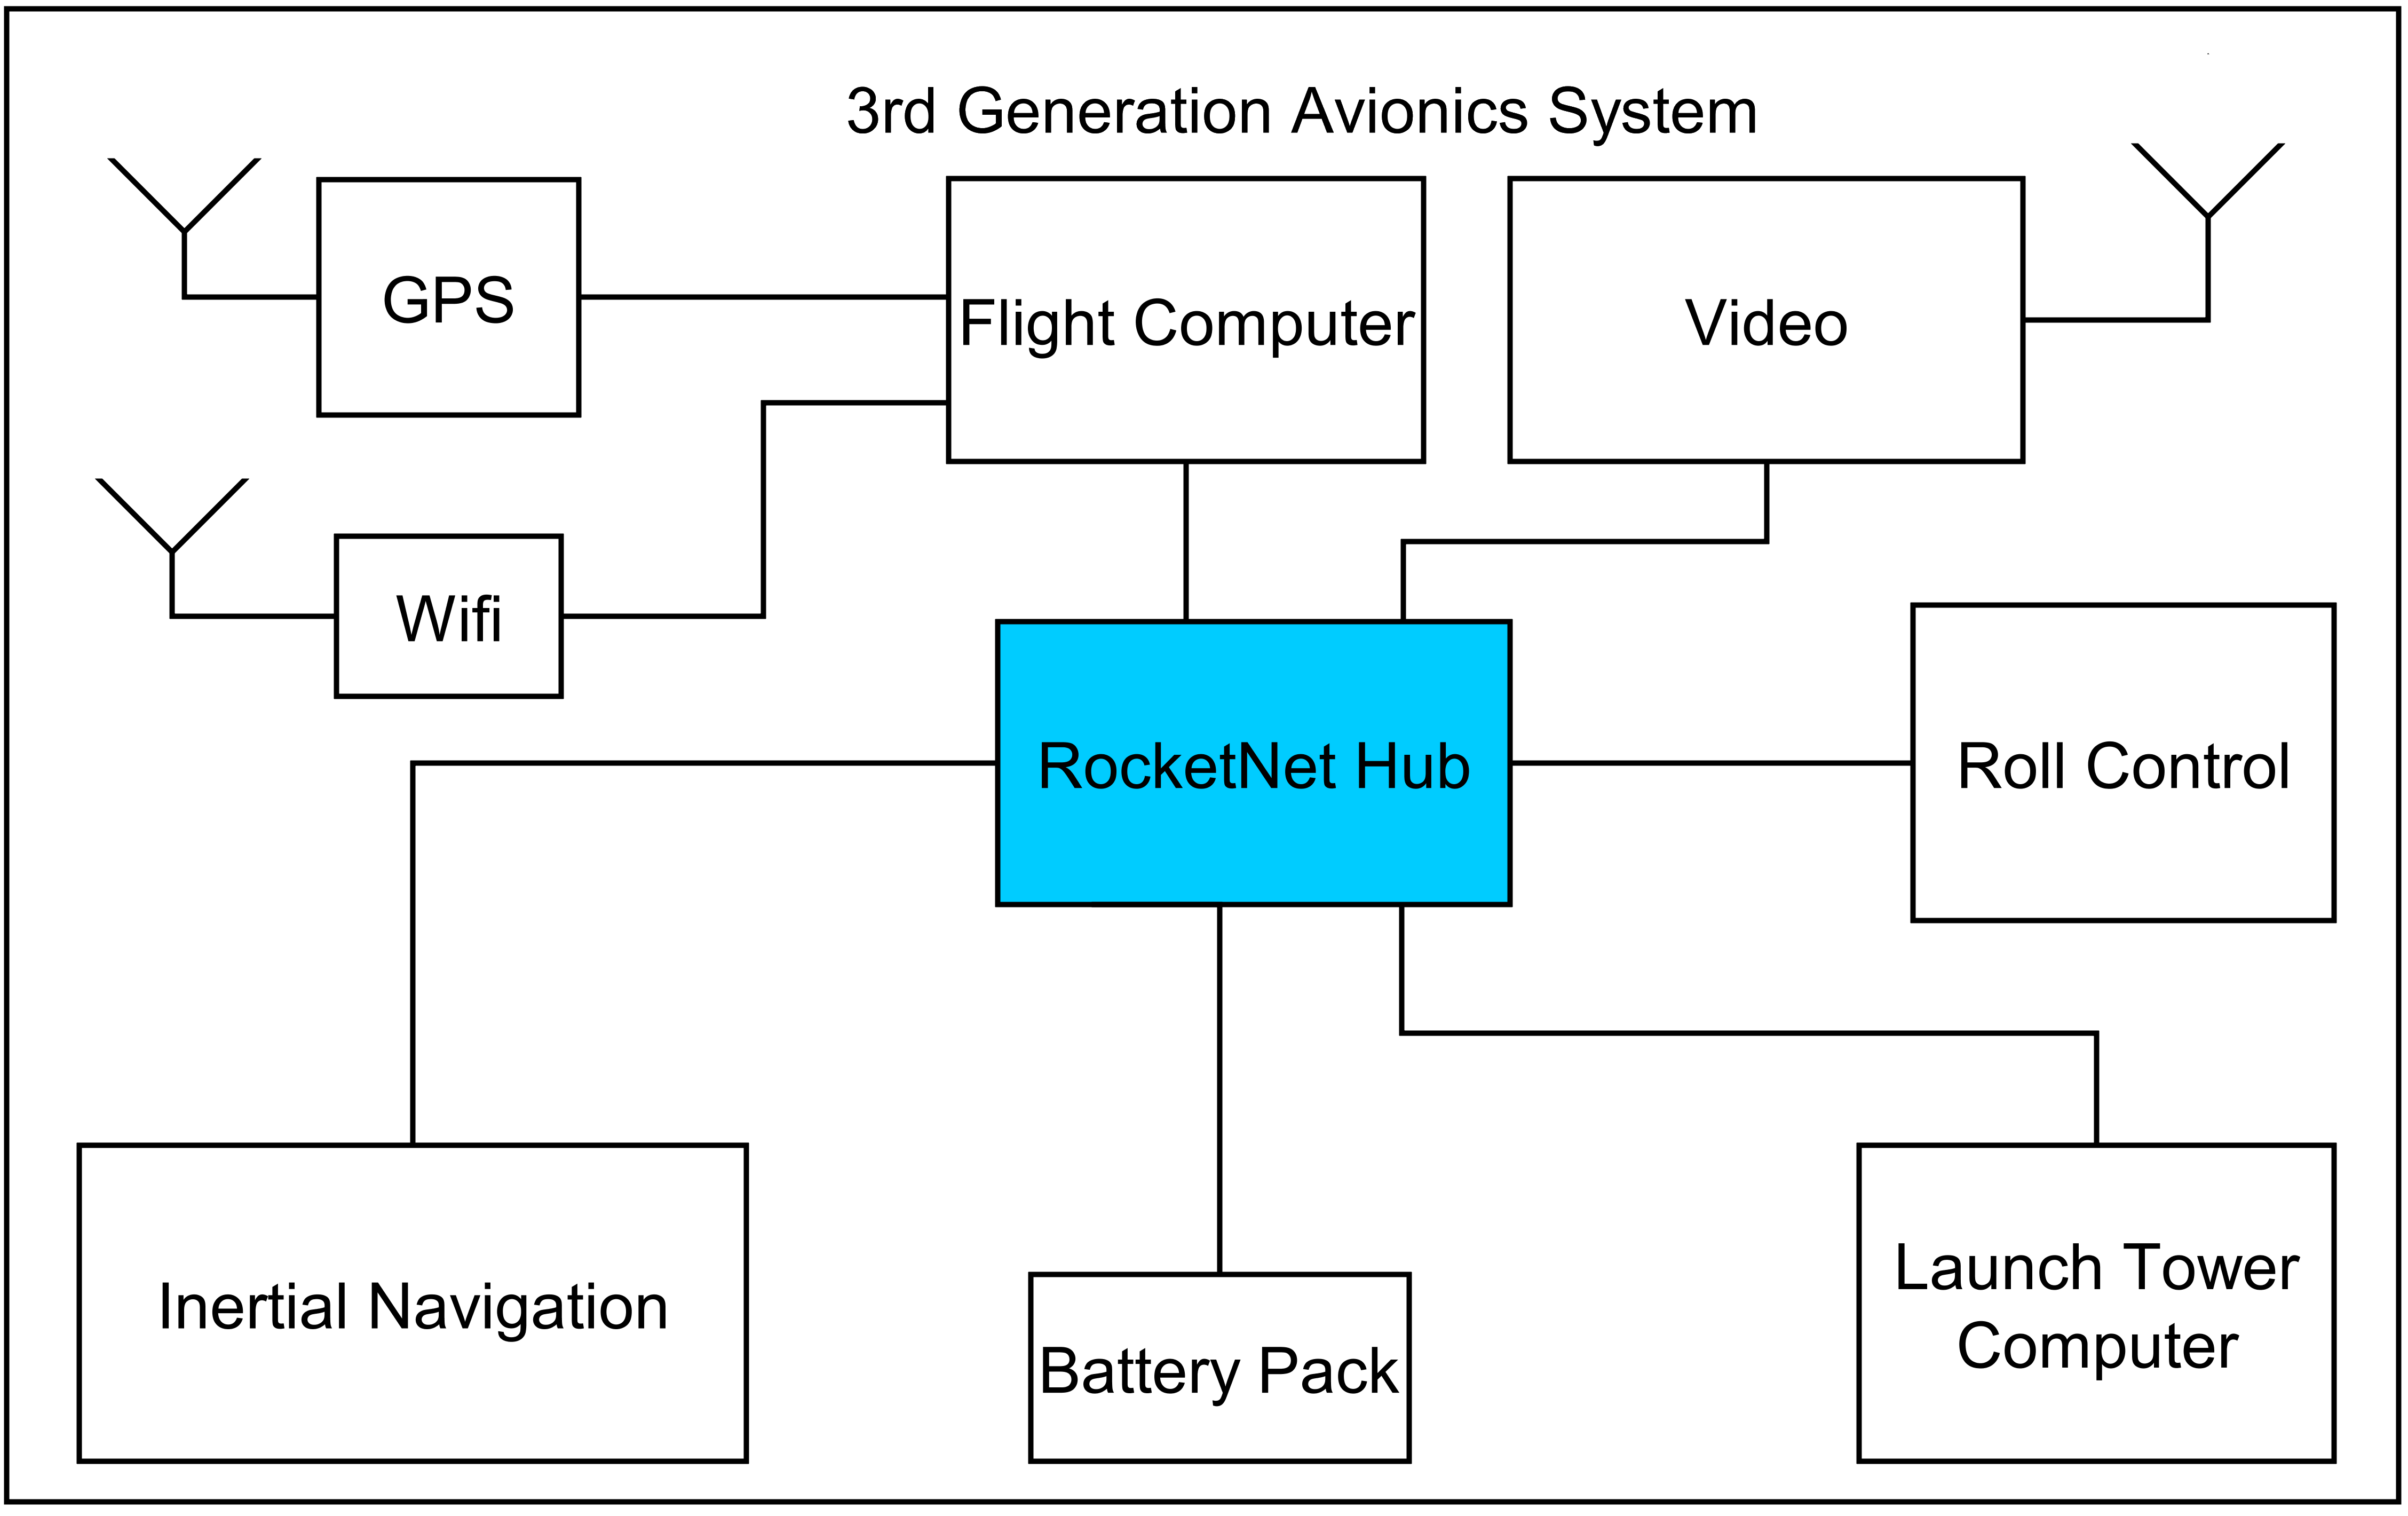 3rd Generation Avionics System
GPS
Flight Computer
Video
Wifi
RocketNet Hub
Roll Control
Inertial Navigation
Battery Pack
Launch Tower
Computer